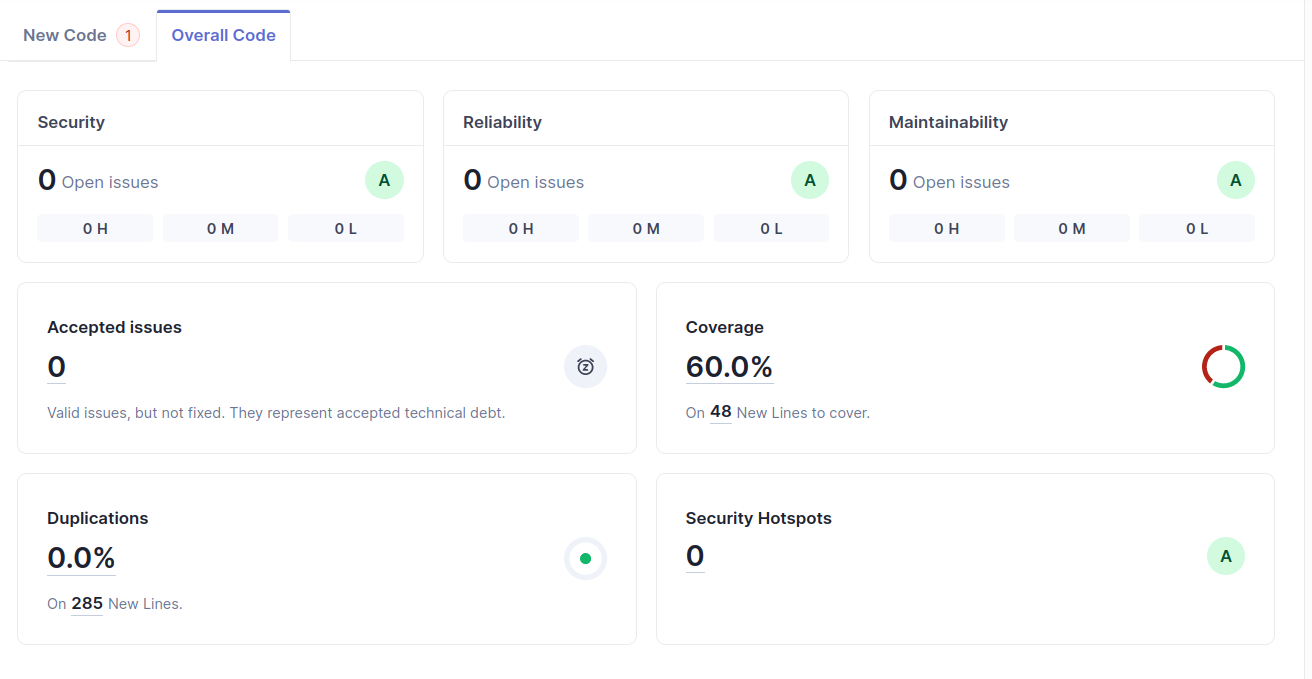 New Code 1 Overall Code
Security
0 Open issues A
0 H 0 M 0 L
Reliability
0 Open issues A
0 H 0 M 0 L
Maintainability
0 Open issues A
0 H 0 M 0 L
Accepted issues
0
Valid issues, but not fixed. They represent accepted technical debt.
Coverage
60.0%
On 48 New Lines to cover.
Duplications
0.0%
On 285 New Lines.
Security Hotspots
0 A